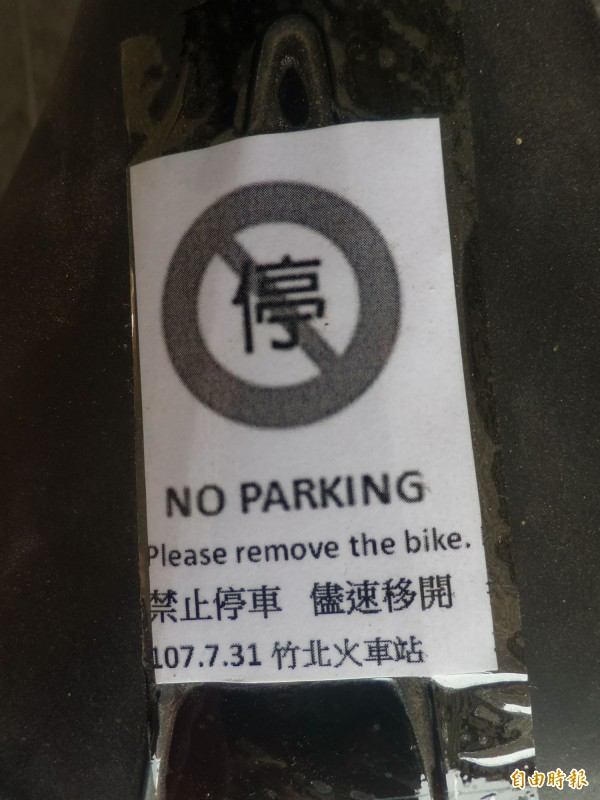 停
NO PARKING
Please remove the bike.
禁止停車 儘速移開
107.7.31 竹北火車站
自由時報